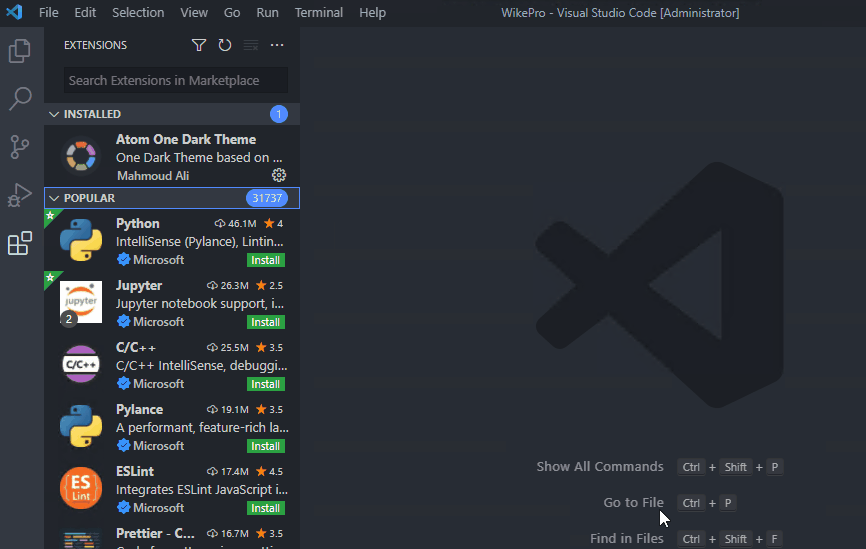 File Edit Selection View Go Run Terminal Help WikePro - Visual Studio Code [Administrator]
EXTENSIONS
Search Extensions in Marketplace
INSTALLED 1
Atom One Dark Theme
One Dark Theme based on ...
Mahmoud Ali
POPULAR 31737
Python 46.1M 4
IntelliSense (Pylance), Lintin...
Microsoft Install
Jupyter 26.3M 2.5
jupyter
Jupyter notebook support, i...
2
Microsoft Install
C/C++ 25.5M 3.5
C/C++
C/C++ IntelliSense, debuggi...
Microsoft Install
Pylance 19.1M 3.5
A performant, feature-rich la...
Microsoft Install
ESLint 17.4M 4.5
ES
Lint
Integrates ESLint JavaScript i...
Microsoft Install
Prettier - C... 16.7M 3.5
Show All Commands Ctrl + Shift + P
Go to File Ctrl + P
Find in Files Ctrl + Shift + F